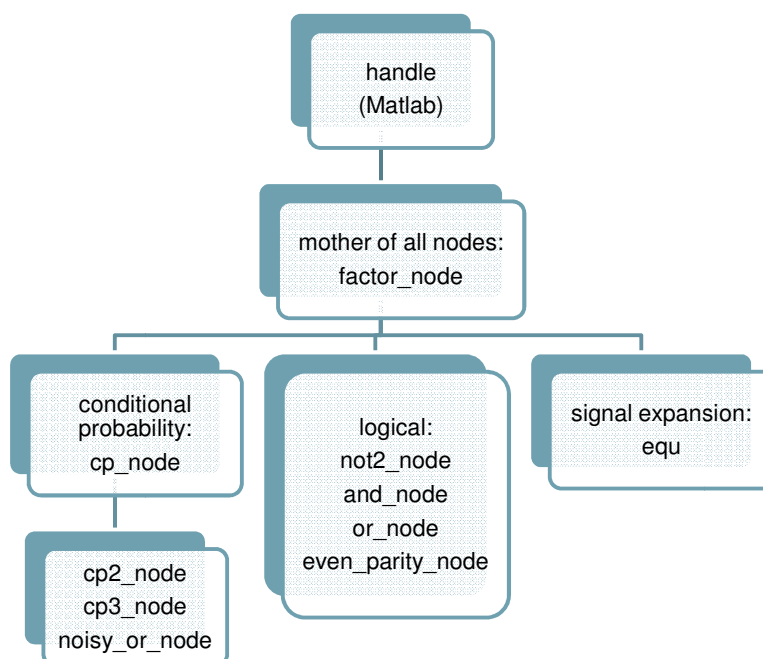 handle
(Matlab)
mother of all nodes:
factor_node
conditional
probability:
cp_node
logical:
not2_node
and_node
or_node
even_parity_node
signal expansion:
equ
cp2_node
cp3_node
noisy_or_node